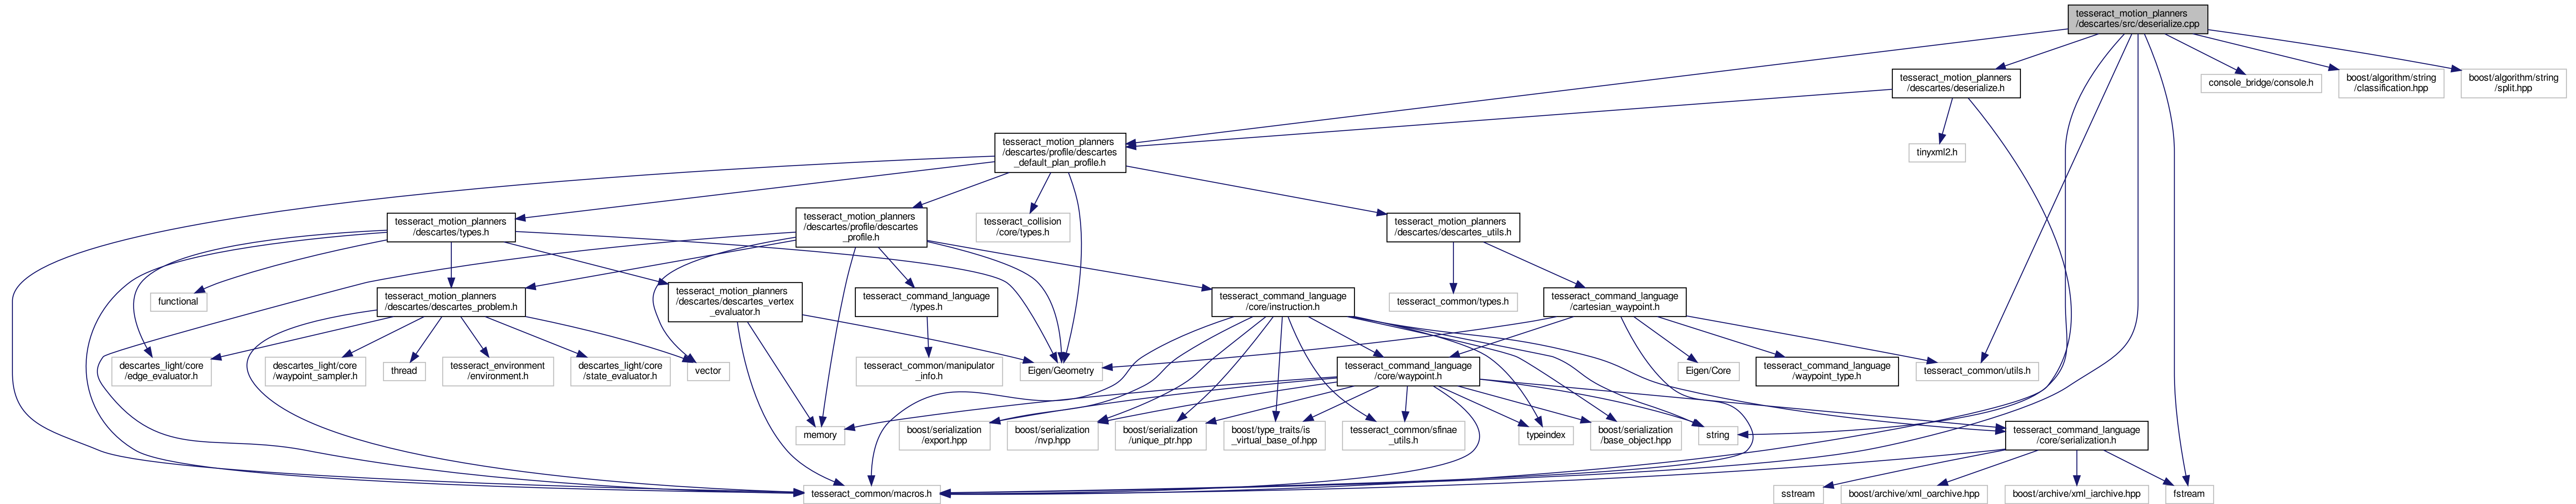 tesseract_motion_planners
/descartes/src/deserialize.cpp
tesseract_motion_planners
/descartes/deserialize.h
console_bridge/console.h
boost/algorithm/string
/classification.hpp
boost/algorithm/string
/split.hpp
tesseract_motion_planners
/descartes/profile/descartes
_default_plan_profile.h
tinyxml2.h
tesseract_motion_planners
/descartes/types.h
tesseract_motion_planners
/descartes/profile/descartes
_profile.h
tesseract_collision
/core/types.h
tesseract_motion_planners
/descartes/descartes_utils.h
functional
tesseract_motion_planners
/descartes/descartes_problem.h
tesseract_motion_planners
/descartes/descartes_vertex
_evaluator.h
tesseract_command_language
/types.h
tesseract_command_language
/core/instruction.h
tesseract_common/types.h
tesseract_command_language
/cartesian_waypoint.h
descartes_light/core
/edge_evaluator.h
descartes_light/core
/waypoint_sampler.h
thread
tesseract_environment
/environment.h
descartes_light/core
/state_evaluator.h
vector
tesseract_common/manipulator
_info.h
Eigen/Geometry
tesseract_command_language
/core/waypoint.h
Eigen/Core
tesseract_command_language
/waypoint_type.h
tesseract_common/utils.h
memory
boost/serialization
/export.hpp
boost/serialization
/nvp.hpp
boost/serialization
/unique_ptr.hpp
boost/type_traits/is
_virtual_base_of.hpp
tesseract_common/sfinae
_utils.h
typeindex
boost/serialization
/base_object.hpp
string
tesseract_command_language
/core/serialization.h
tesseract_common/macros.h
sstream
boost/archive/xml_oarchive.hpp
boost/archive/xml_iarchive.hpp
fstream